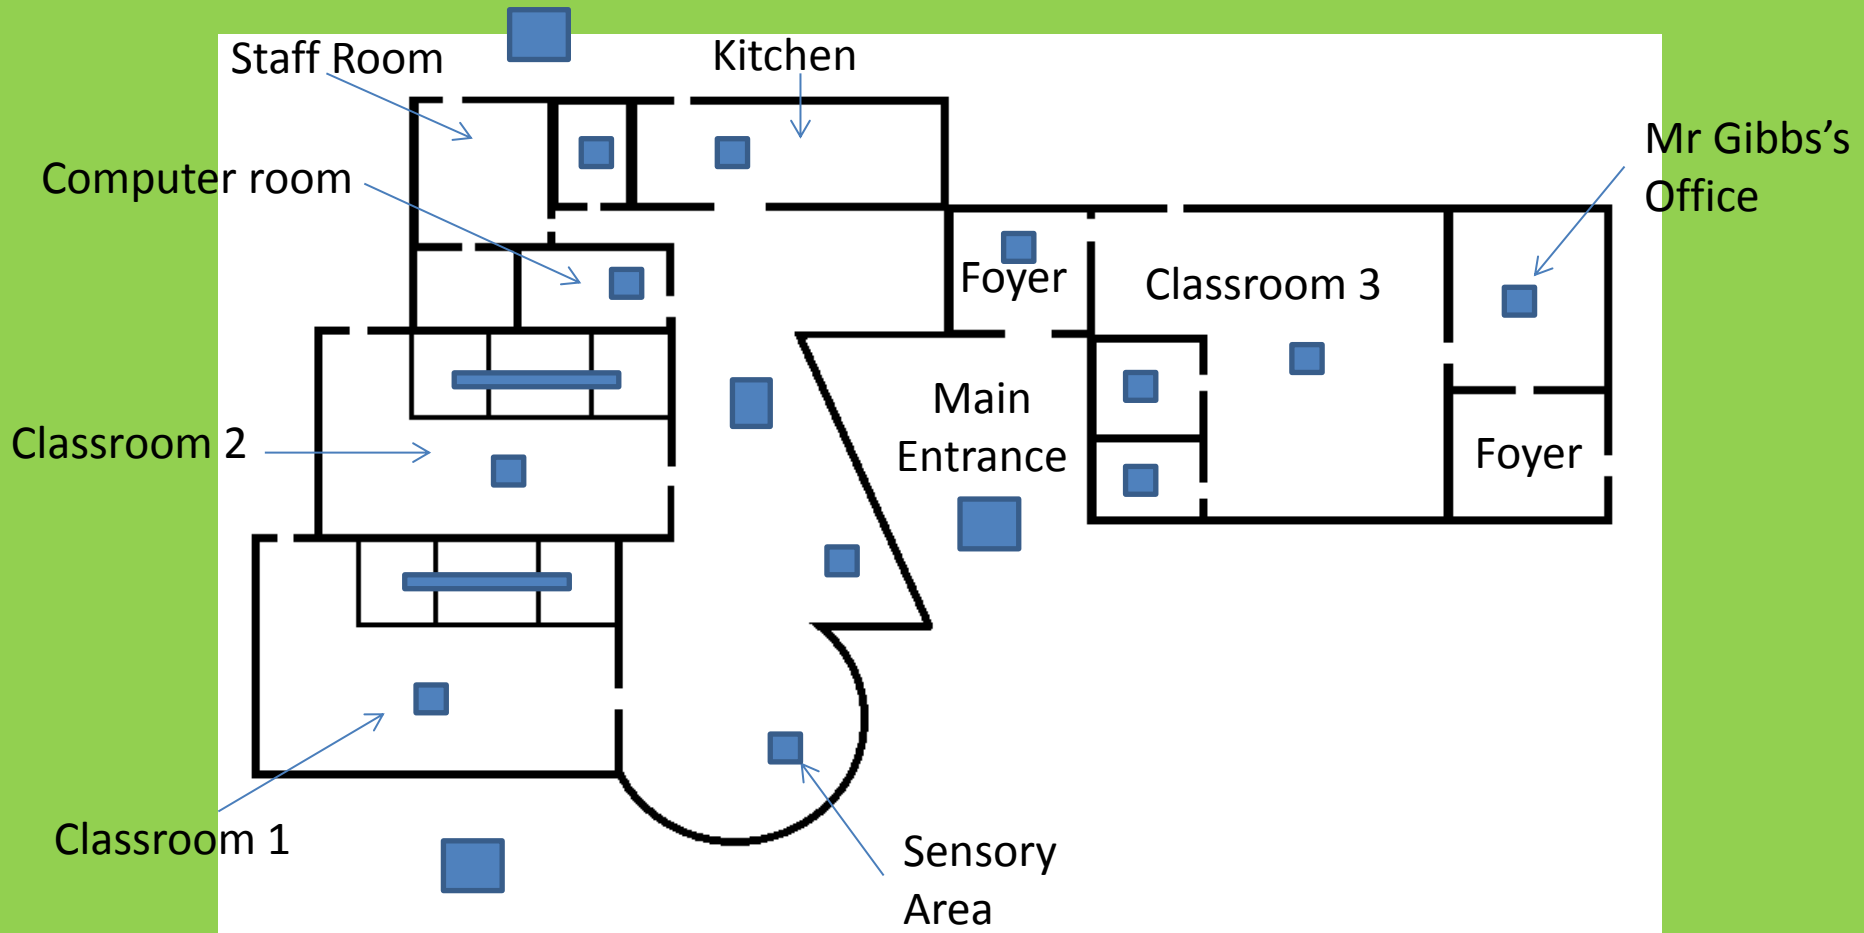 Staff Room
Kitchen
Mr Gibbs’s
Office
Computer room
Foyer
Classroom 3
Main
Entrance
Classroom 2
Foyer
Classroom 1
Sensory
Area